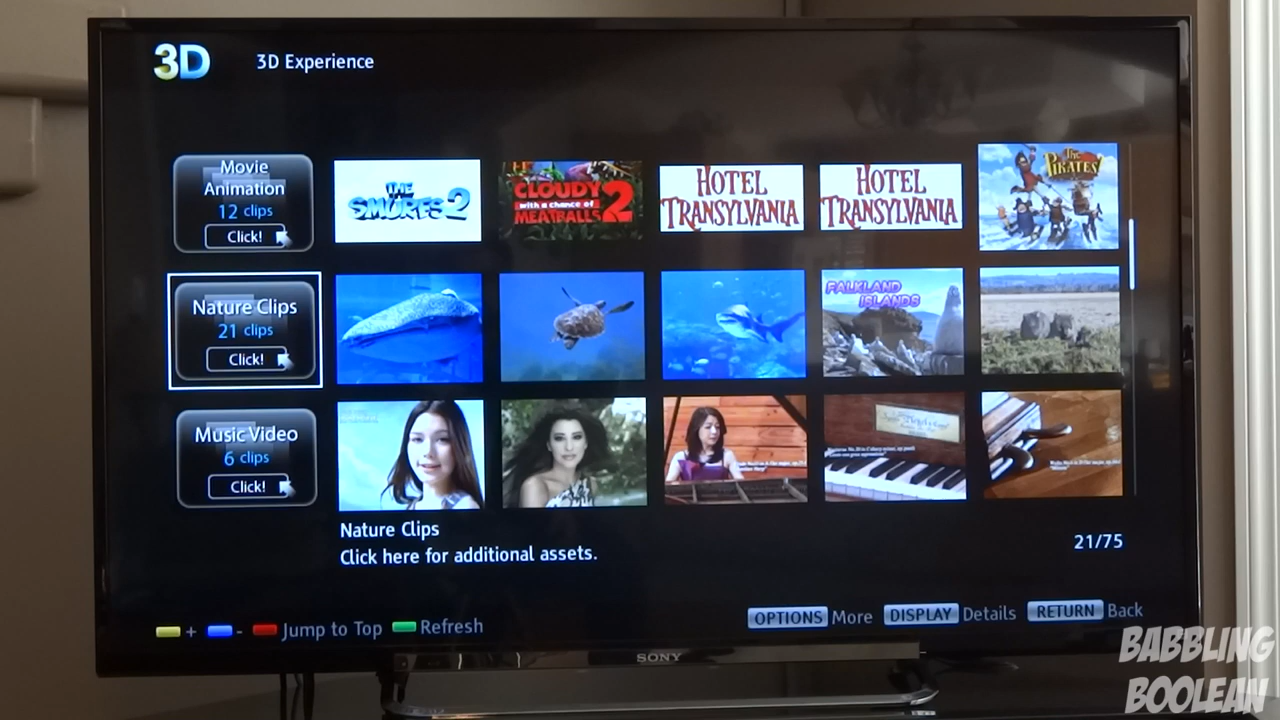 3D
3D Experience
Movie
Animation
12 clips
Click!
THE
SMURFS 2
CLOUDY 2
with a chance of
MEATBALLS
HOTEL
TRANSYLVANIA
HOTEL
TRANSYLVANIA
The
PIRATES!
Nature Clips
21 clips
Click!
FALKLAND
ISLANDS
Music Video
6 clips
Click!
Nature Clips
Click here for additional assets.
21/75
+ - Jump to Top Refresh
OPTIONS More DISPLAY Details RETURN Back
SONY
BABBLING
BOOLEAN